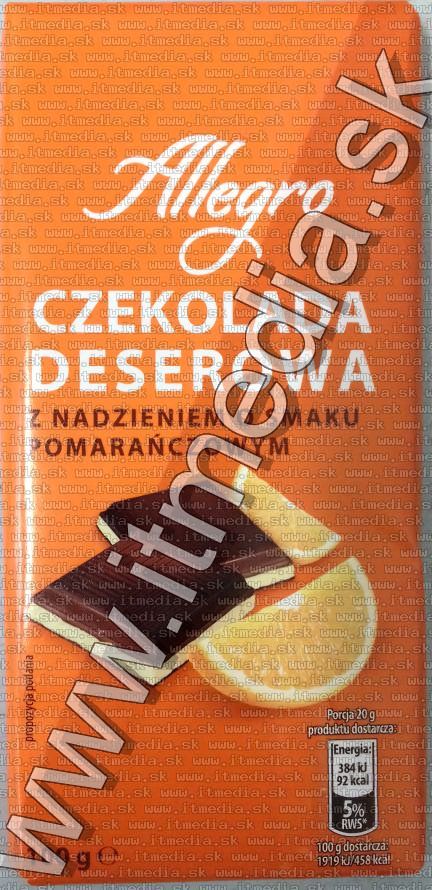 Allegro
CZEKOLADA
DESEROWA
Z NADZIENIEM O SMAKU
POMARAŃCZOWYM
www.itmedia.sk
propozycja podania
Porcja 20 g
produktu dostarcza:
Energia:
384 kJ
92 kcal
5%
RWS*
100 g dostarcza:
1919 kJ/458 kcal
100 g e